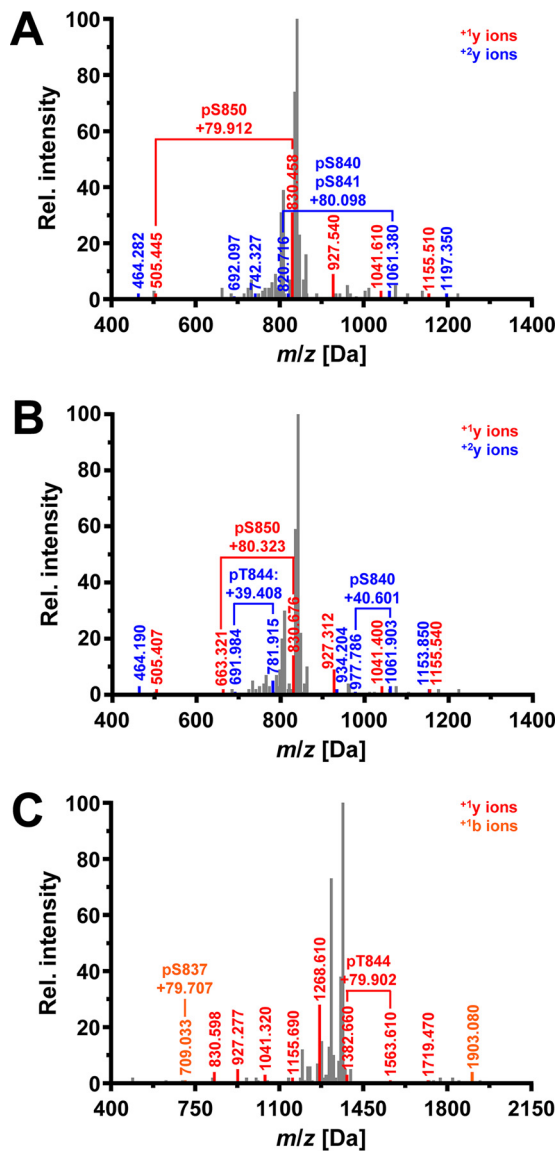 A
Rel. intensity
100
80
60
40
20
0
+1y ions
+2y ions
pS850
+79.912
pS840
pS841
+80.098
464.282
505.445
692.097
742.327
820.716
830.458
927.540
1041.610
1061.380
1155.510
1197.350
400 600 800 1000 1200 1400
m/z [Da]
B
Rel. intensity
100
80
60
40
20
0
+1y ions
+2y ions
pS850
+80.323
pT844:
+39.408
pS840
+40.601
464.190
505.407
663.321
691.984
781.915
830.676
927.312
934.204
977.786
1041.400
1061.903
1153.850
1155.540
400 600 800 1000 1200 1400
m/z [Da]
C
Rel. intensity
100
80
60
40
20
0
+1y ions
+1b ions
pS837
+79.707
pT844
+79.902
709.033
830.598
927.277
1041.320
1155.690
1268.610
1382.660
1563.610
1719.470
1903.080
400 750 1100 1450 1800 2150
m/z [Da]